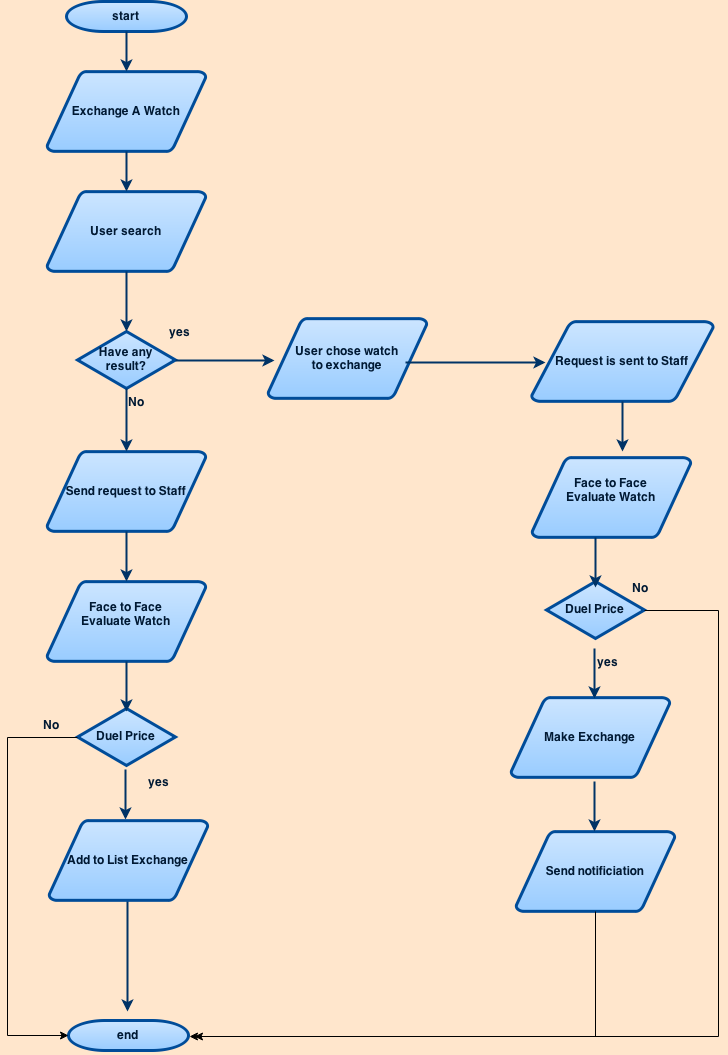 start
Exchange A Watch
User search
Have any
result?
yes
No
User chose watch
to exchange
Request is sent to Staff
Send request to Staff
Face to Face
Evaluate Watch
Duel Price
No
yes
Add to List Exchange
Face to Face
Evaluate Watch
Duel Price
No
yes
Make Exchange
Send notificiation
end